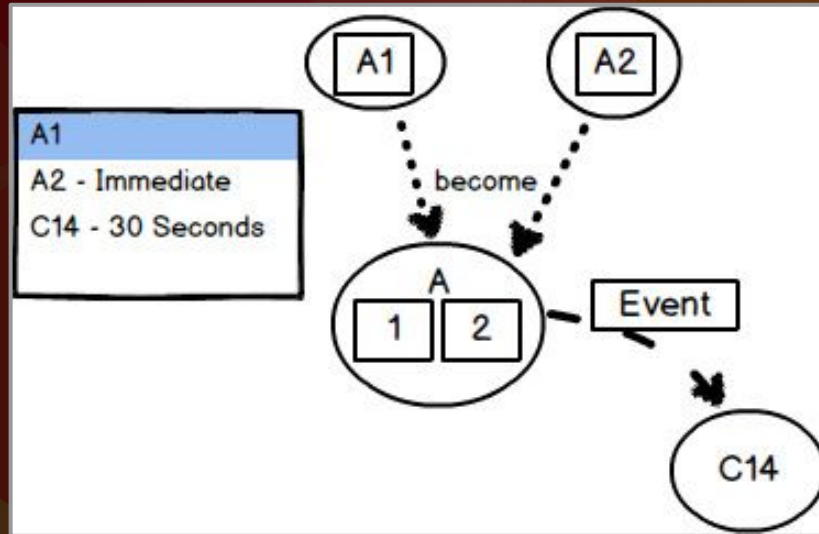 A1
A2
A1
A2 - Immediate
C14 - 30 Seconds
become
A
1
2
Event
C14